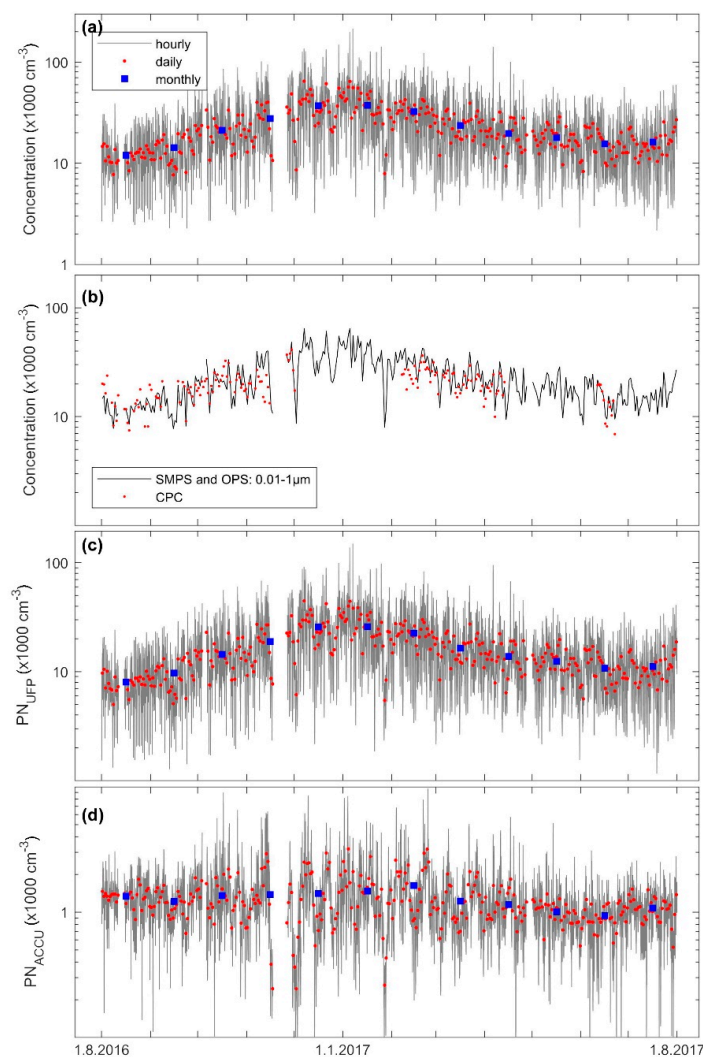 (a)
100
10
1
Concentration (x1000 cm-3)
hourly
daily
monthly
(b)
100
10
Concentration (x1000 cm-3)
SMPS and OPS: 0.01-1µm
CPC
(c)
100
10
PNUFP (x1000 cm-3)
(d)
1
PNACCU (x1000 cm-3)
1.8.2016 1.1.2017 1.8.2017